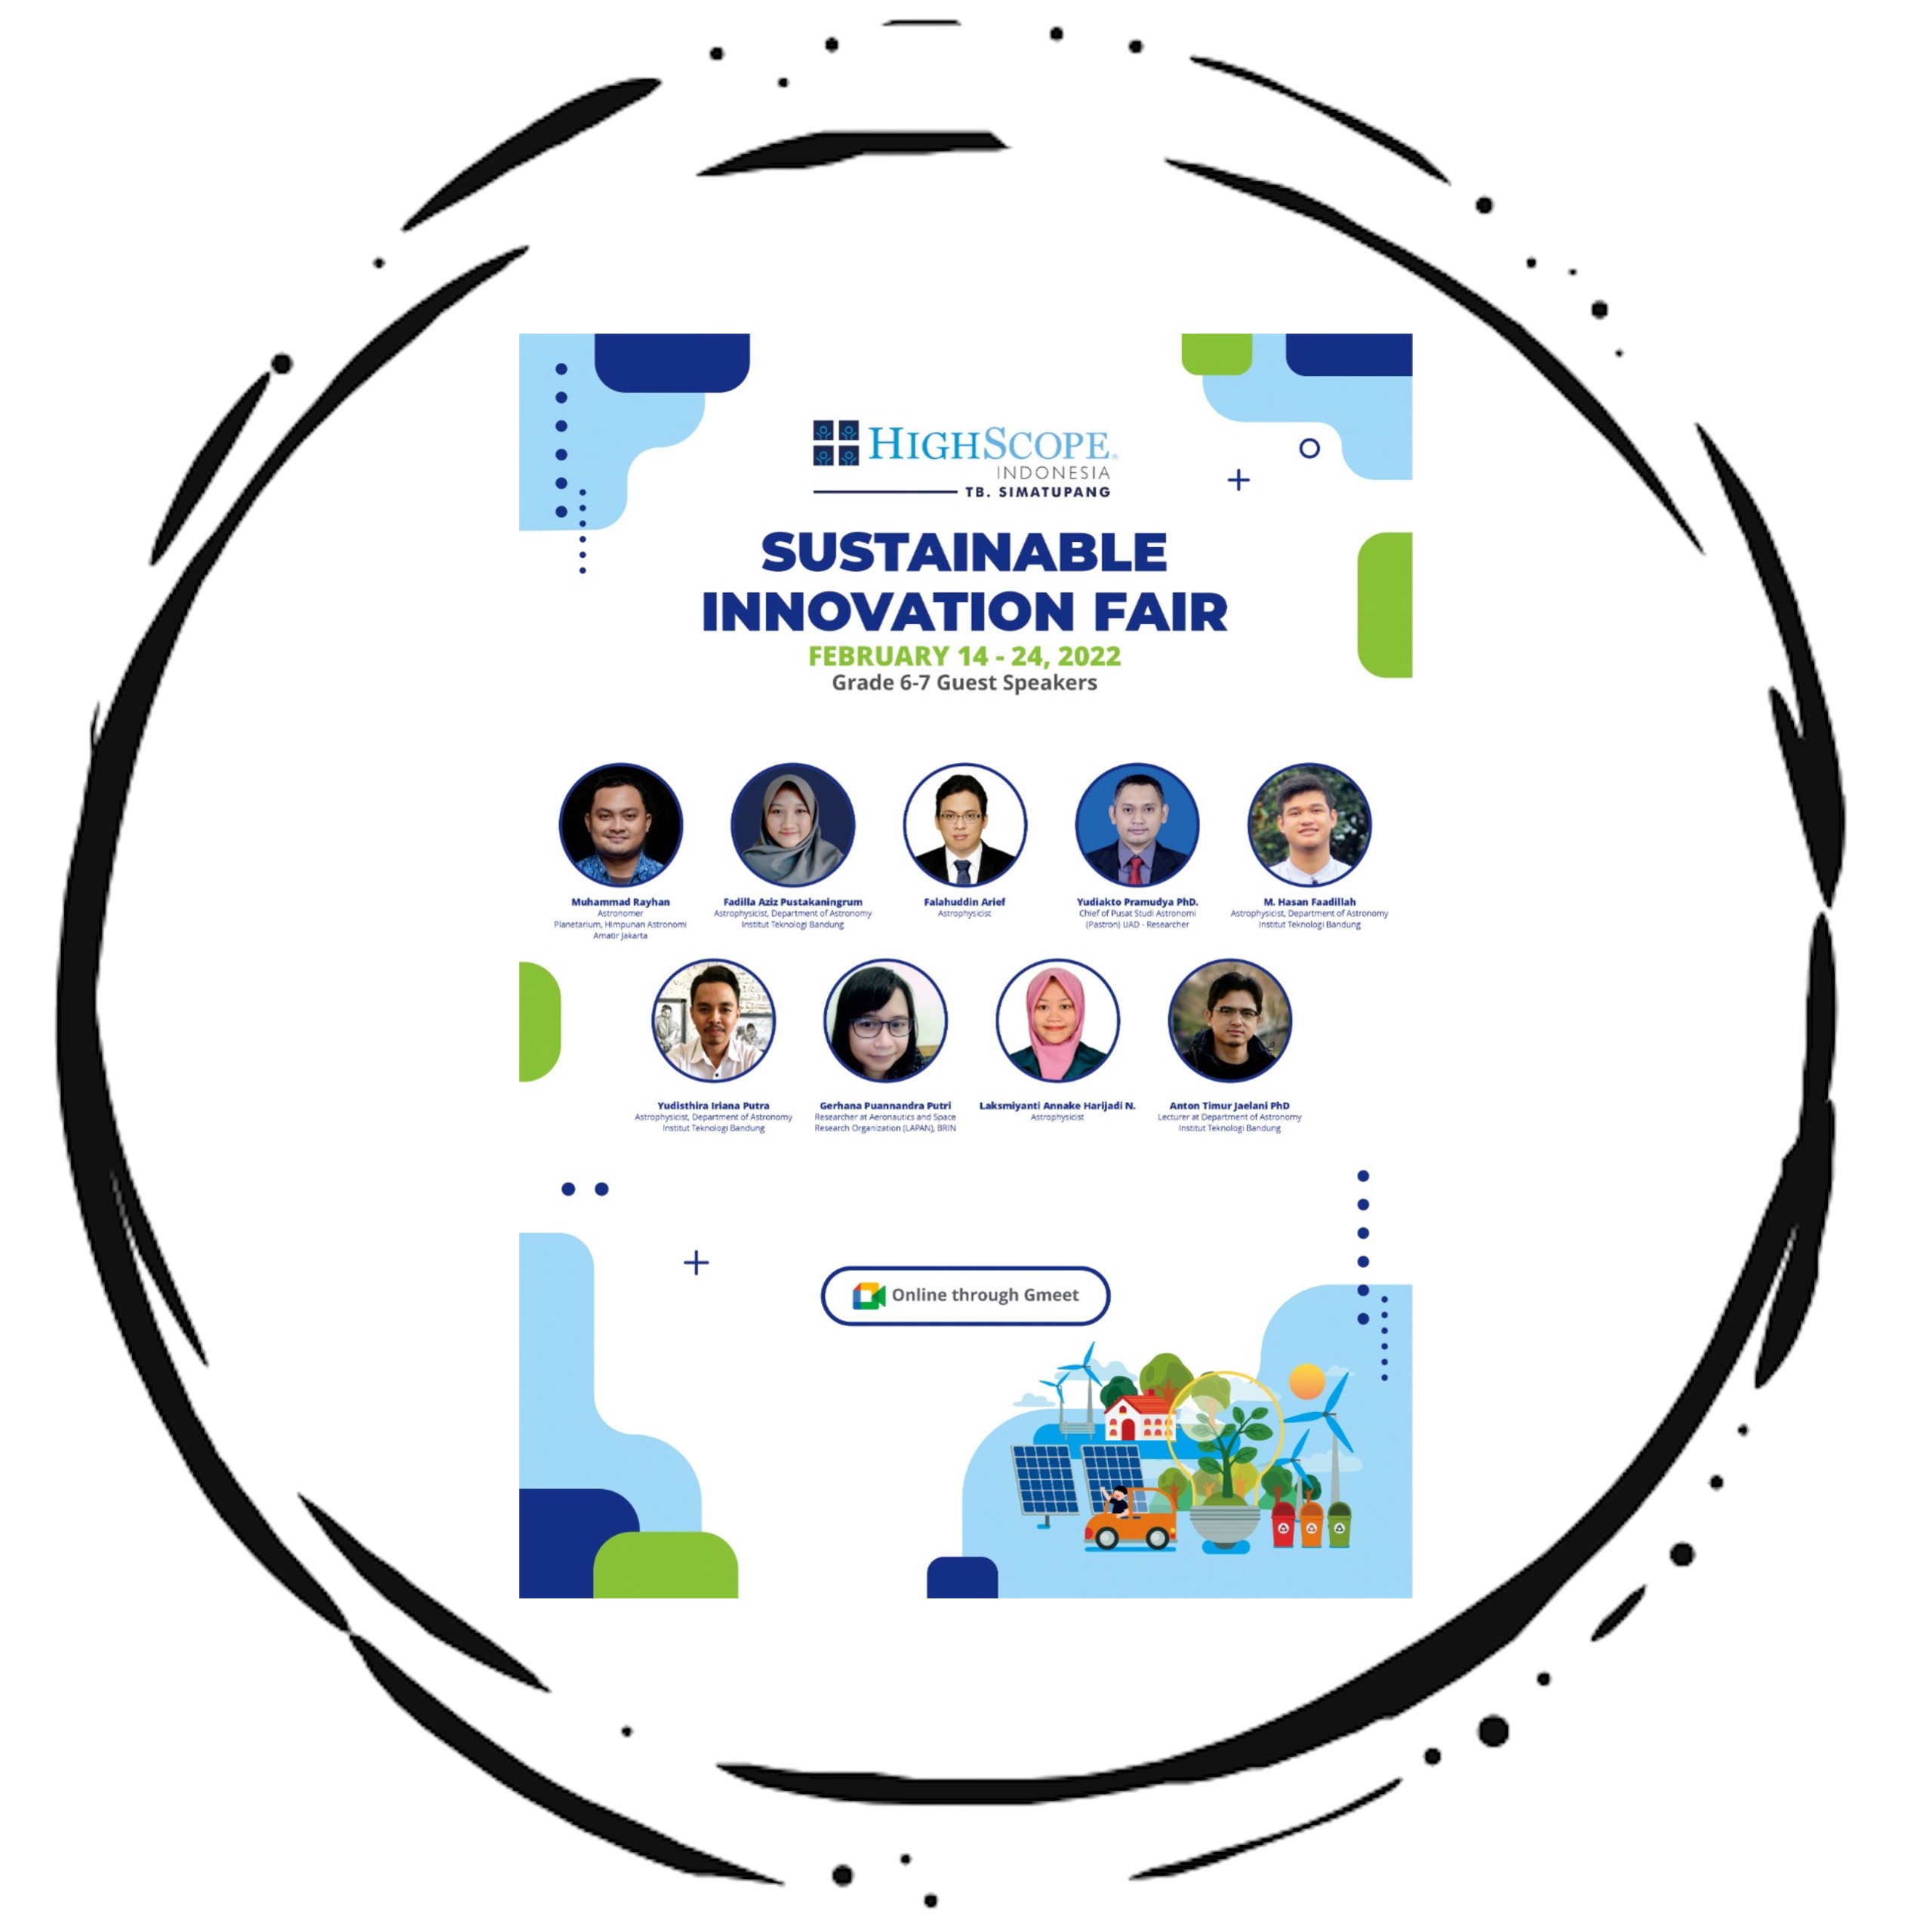 HIGHSCOPE®
INDONESIA
TB. SIMATUPANG
SUSTAINABLE
INNOVATION FAIR
FEBRUARY 14 - 24, 2022
Grade 6-7 Guest Speakers
Muhammad Rayhan
Astronomer
Planetarium, Himpunan Astronomi
Amatir Jakarta
Fadilla Aziz Pustakaningrum
Astrophysicist, Department of Astronomy
Institut Teknologi Bandung
Falahuddin Arief
Astrophysicist
Yudiakto Pramudya PhD.
Chief of Pusat Studi Astronomi
(Pastron) UAD - Researcher
M. Hasan Faadillah
Astrophysicist, Department of Astronomy
Institut Teknologi Bandung
Yudisthira Iriana Putra
Astrophysicist, Department of Astronomy
Institut Teknologi Bandung
Gerhana Puannandra Putri
Researcher at Aeronautics and Space
Research Organization (LAPAN), BRIN
Laksmiyanti Annake Harijadi N.
Astrophysicist
Anton Timur Jaelani PhD
Lecturer at Department of Astronomy
Institut Teknologi Bandung
Online through Gmeet